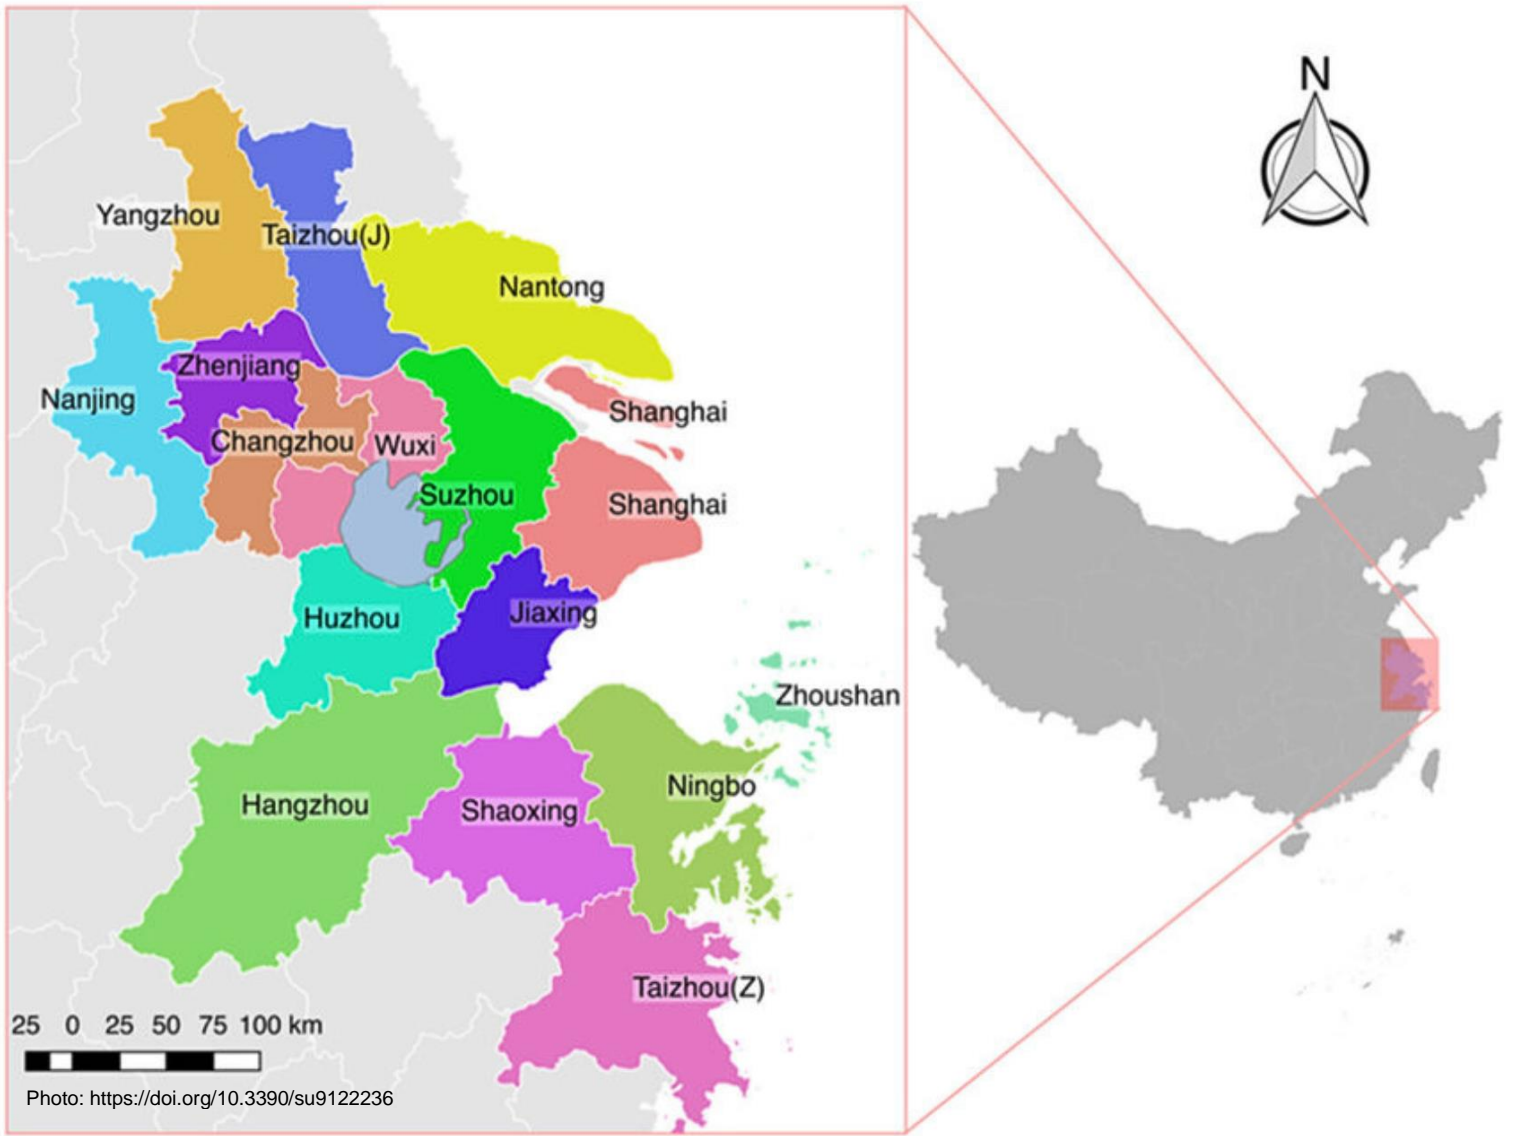 N
Yangzhou
Taizhou(J)
Nantong
Zhenjiang
Nanjing
Shanghai
Changzhou
Wuxi
Suzhou
Shanghai
Huzhou
Jiaxing
Zhoushan
Ningbo
Hangzhou
Shaoxing
Taizhou(Z)
25 0 25 50 75 100 km
Photo: https://doi.org/10.3390/su9122236